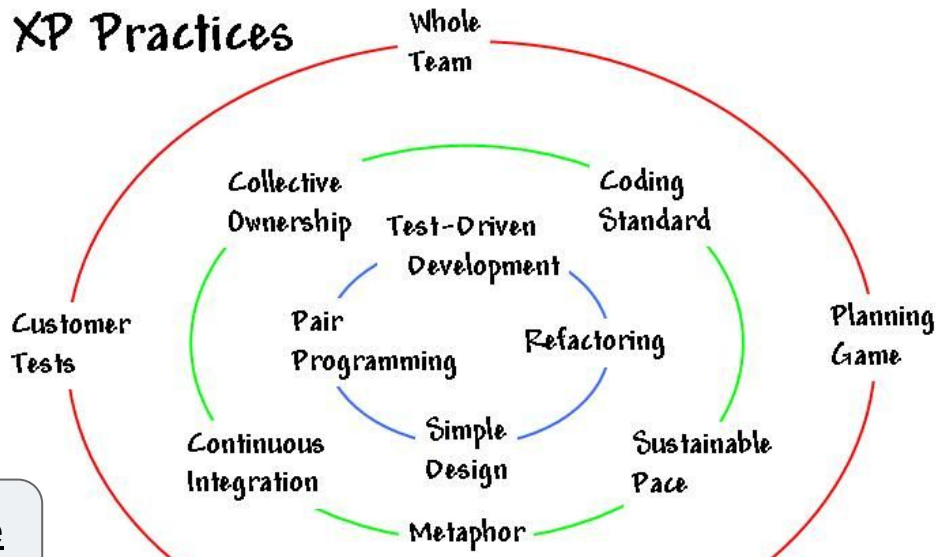 XP Practices
Whole
Team
Collective
Ownership
Coding
Standard
Test-Driven
Development
Customer
Tests
Pair
Programming
Refactoring
Planning
Game
Continuous
Integration
Simple
Design
Sustainable
Pace
Metaphor